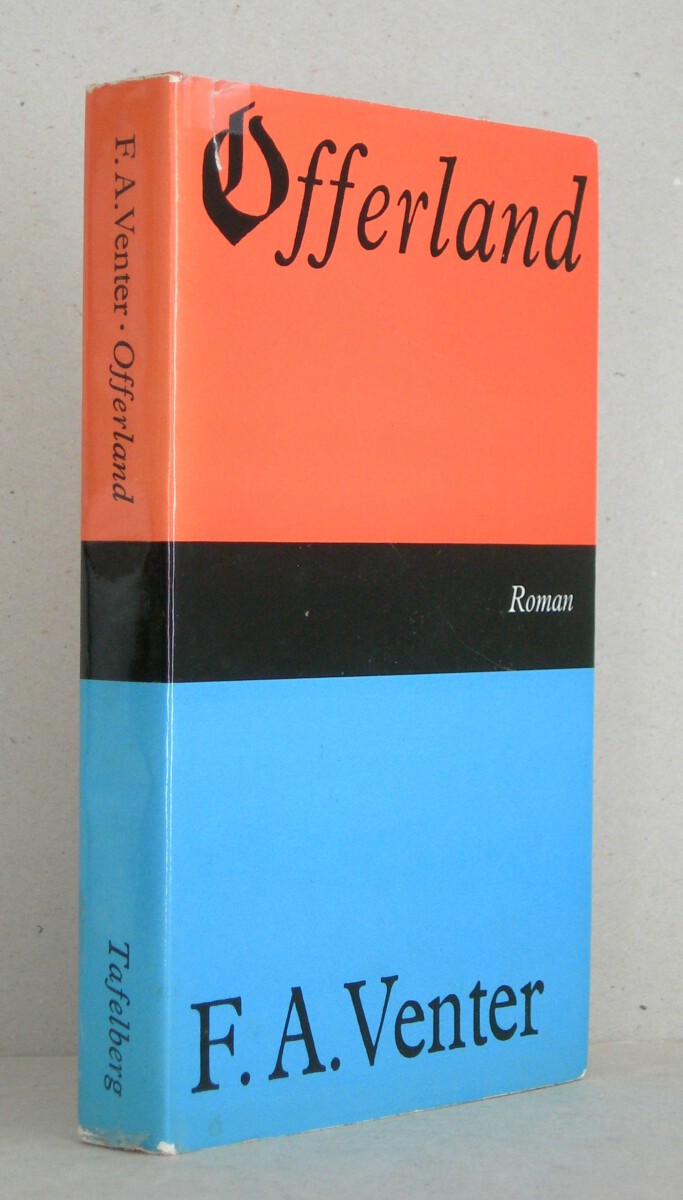 Offerland
Roman
F. A. Venter
F. A. Venter · Offerland
Tafelberg